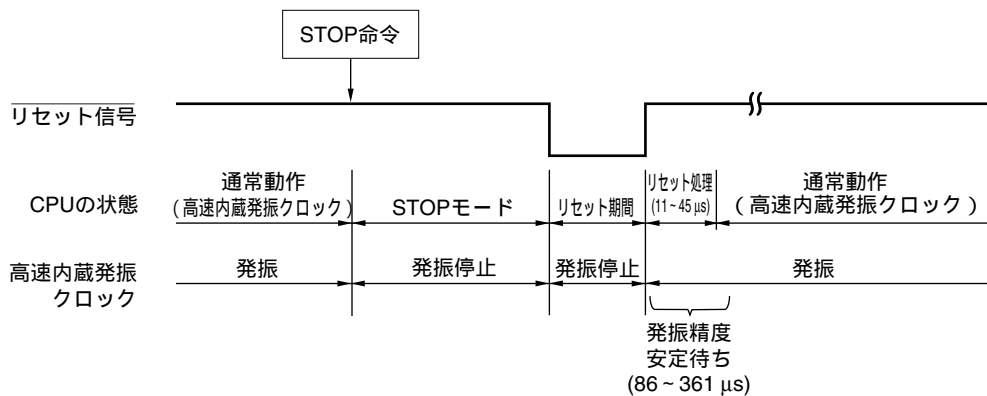 STOP命令
リセット信号
CPUの状態
通常動作
（高速内蔵発振クロック）
STOPモード
リセット期間
リセット処理
(11~45 μs)
通常動作
（高速内蔵発振クロック）
高速内蔵発振
クロック
発振
発振停止
発振停止
発振
発振精度
安定待ち
(86 ~ 361 μs)